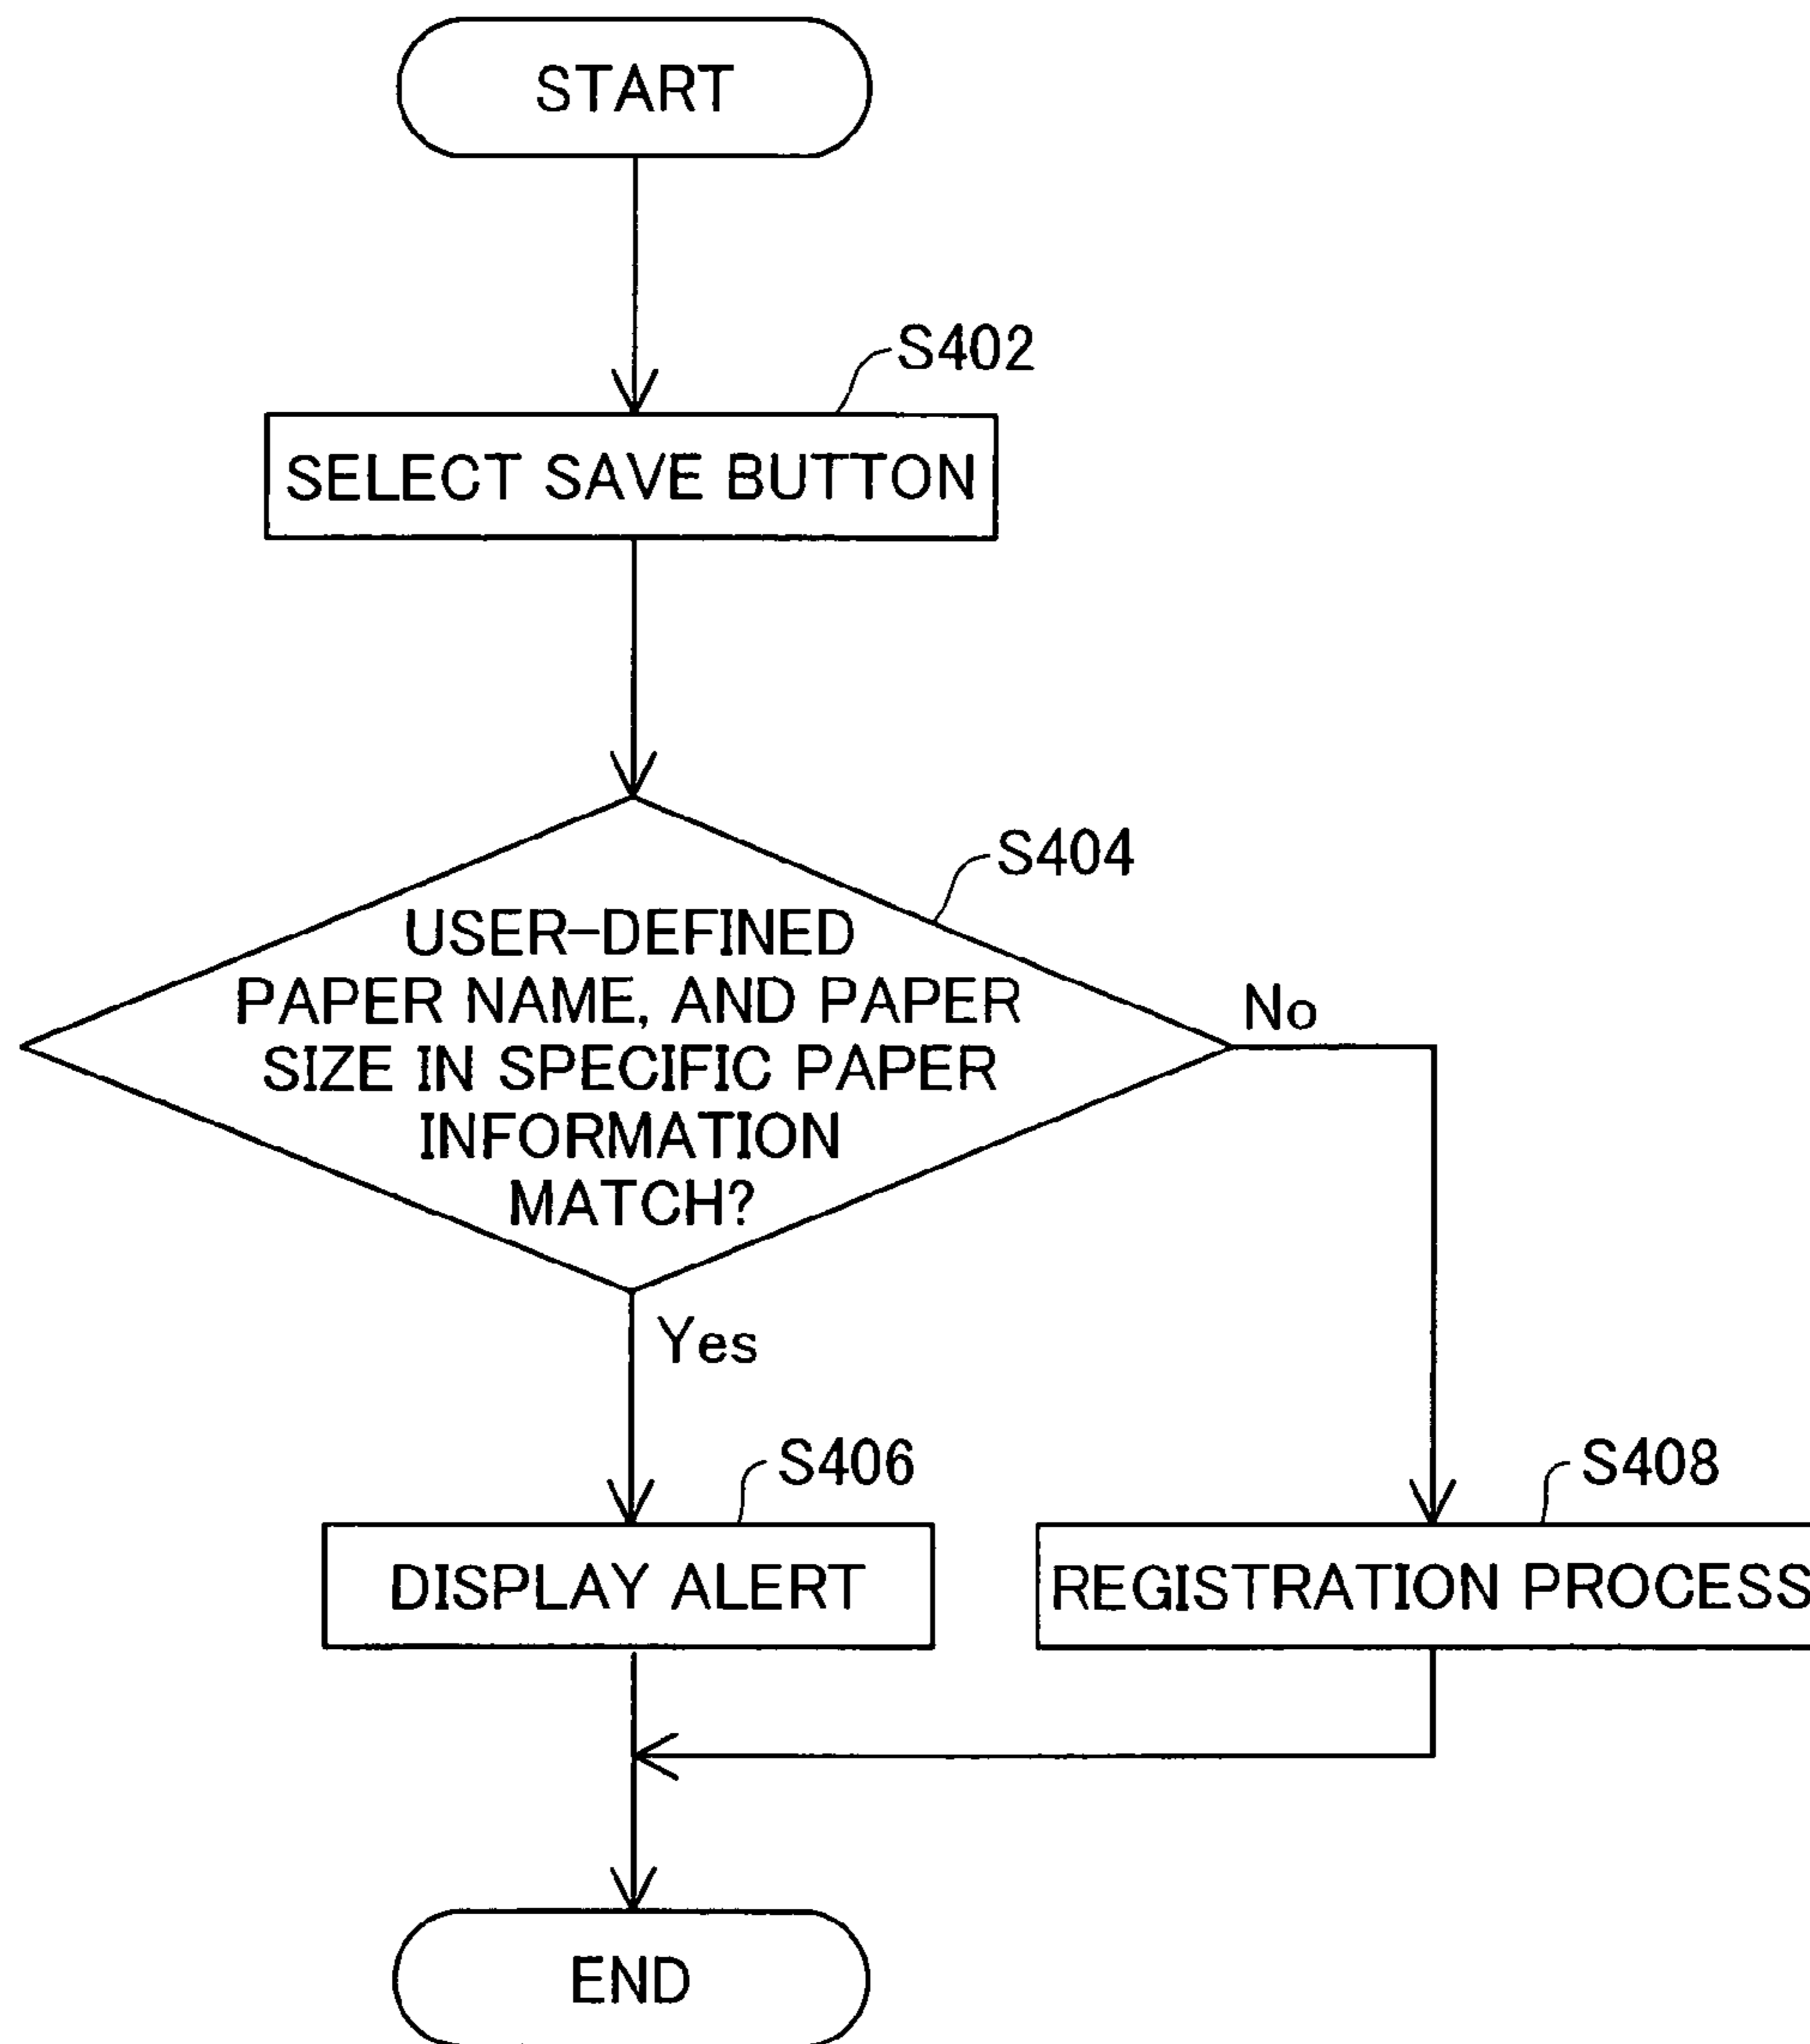 START
S402
SELECT SAVE BUTTON
S404
USER-DEFINED
PAPER NAME, AND PAPER
SIZE IN SPECIFIC PAPER
INFORMATION
MATCH?
No
Yes
S406
S408
DISPLAY ALERT
REGISTRATION PROCESS
END